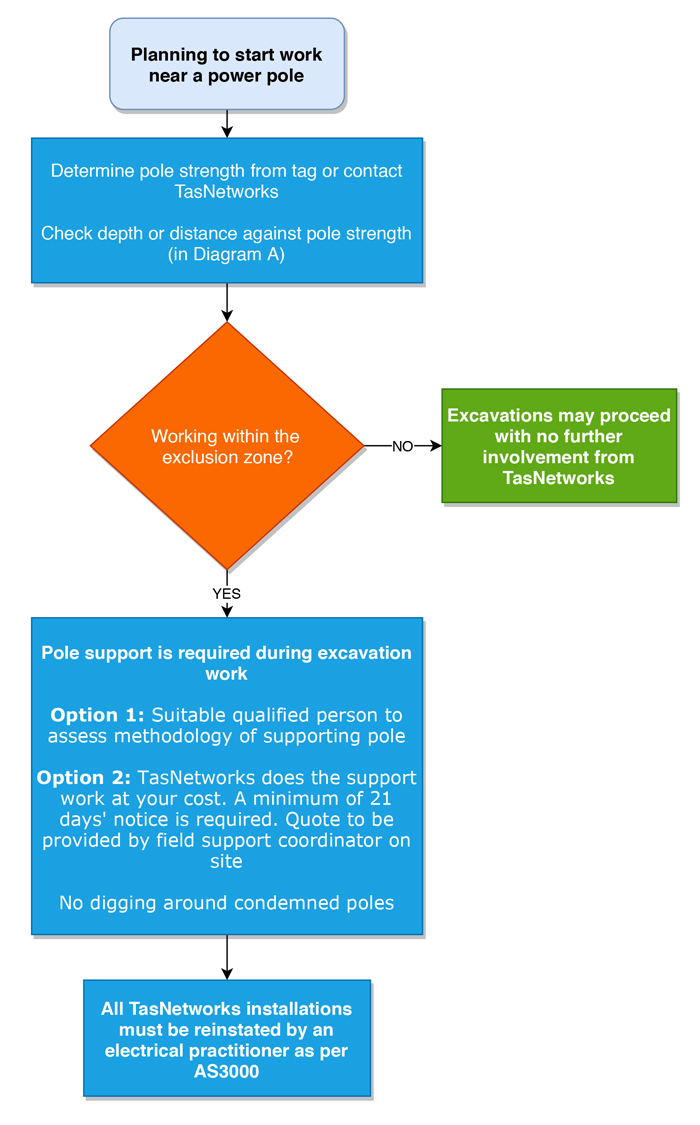 Planning to start work
near a power pole
Determine pole strength from tag or contact
TasNetworks
Check depth or distance against pole strength
(in Diagram A)
Working within the
exclusion zone?
NO
Excavations may proceed
with no further
involvement from
TasNetworks
YES
Pole support is required during excavation
work
Option 1: Suitable qualified person to
assess methodology of supporting pole
Option 2: TasNetworks does the support
work at your cost. A minimum of 21
days' notice is required. Quote to be
provided by field support coordinator on
site
No digging around condemned poles
All TasNetworks installations
must be reinstated by an
electrical practitioner as per
AS3000